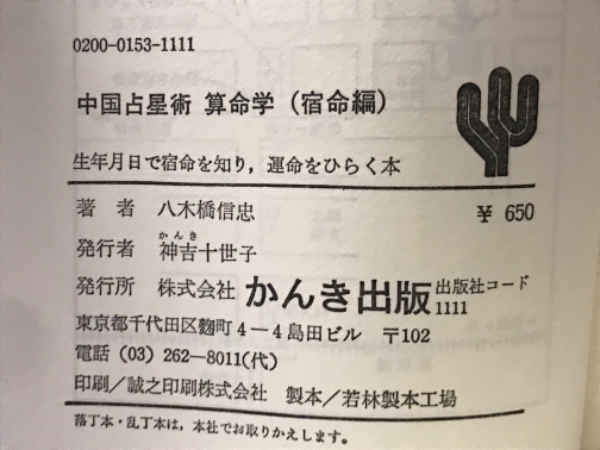 0200-0153-1111
中国占星術 算命学（宿命編）
生年月日で宿命を知り，運命をひらく本
著者 八木橋信忠 ¥ 650
かんき
発行者 神吉十世子
発行所 株式会社 かんき出版 出版社コード 1111
東京都千代田区麴町4―4島田ビル 〒102
電話 (03) 262―8011(代)
印刷／誠之印刷株式会社 製本／若林製本工場
落丁本・乱丁本は，本社でお取りかえします。